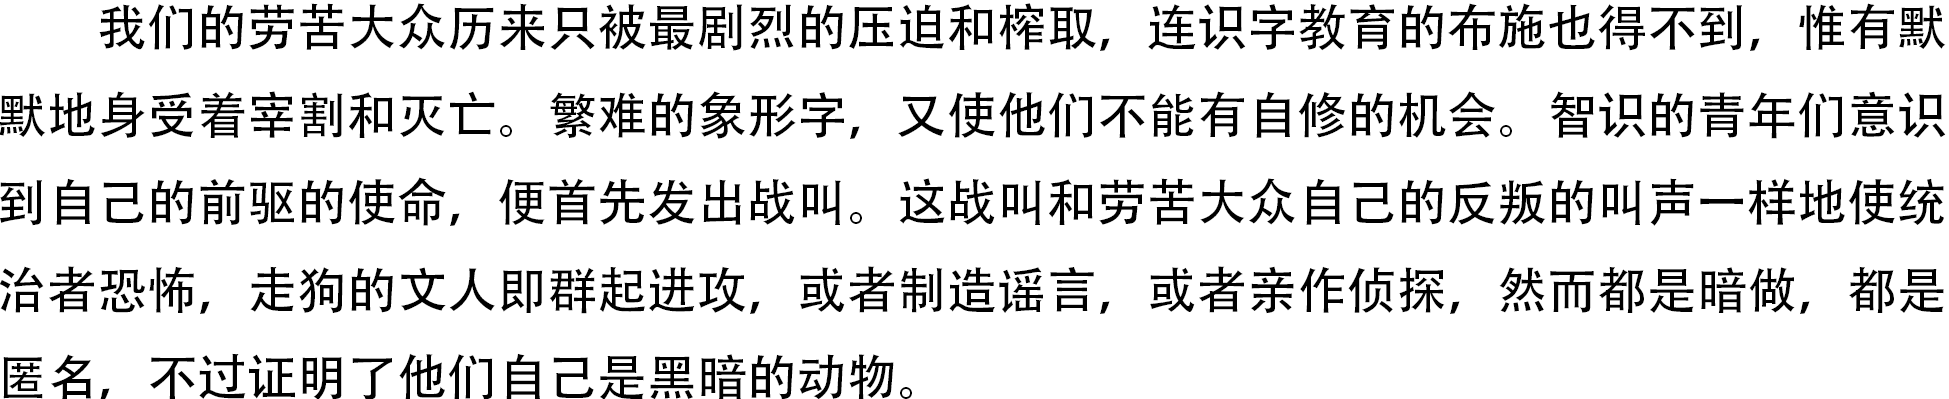 我们的劳苦大众历来只被最剧烈的压迫和榨取，连识字教育的布施也得不到，惟有默
默地身受着宰割和灭亡。繁难的象形字，又使他们不能有自修的机会。智识的青年们意识
到自己的前驱的使命，便首先发出战叫。这战叫和劳苦大众自己的反叛的叫声一样地使统
治者恐怖，走狗的文人即群起进攻，或者制造谣言，或者亲作侦探，然而都是暗做，都是
匿名，不过证明了他们自己是黑暗的动物。